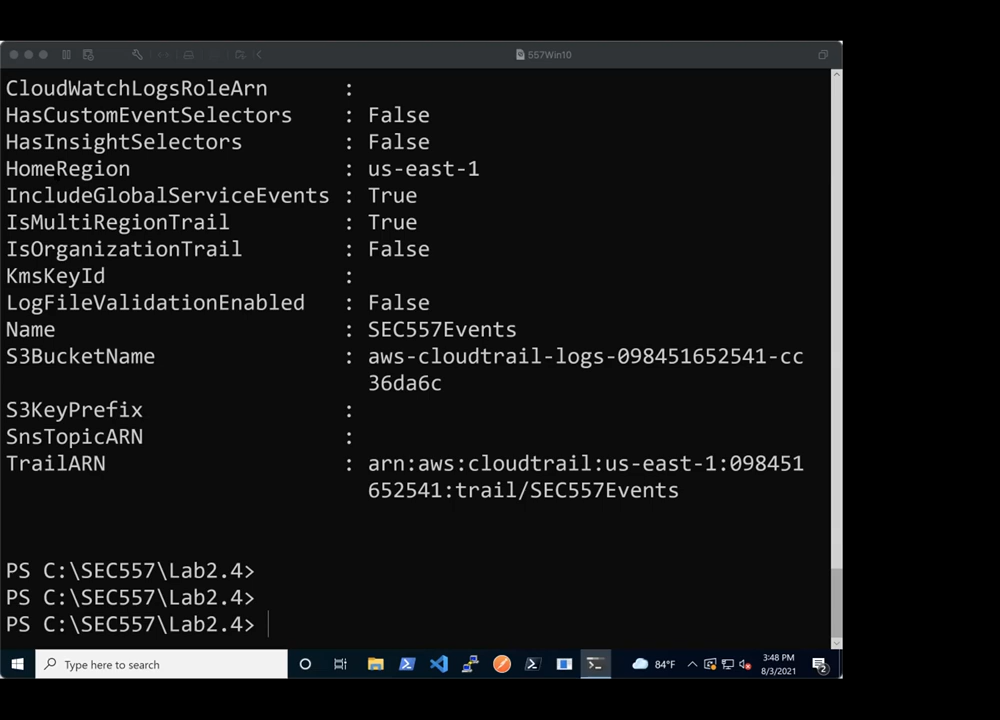 557Win10
CloudWatchLogsRoleArn :
HasCustomEventSelectors : False
HasInsightSelectors : False
HomeRegion : us-east-1
IncludeGlobalServiceEvents : True
IsMultiRegionTrail : True
IsOrganizationTrail : False
KmsKeyId :
LogFileValidationEnabled : False
Name : SEC557Events
S3BucketName : aws-cloudtrail-logs-098451652541-cc
36da6c
S3KeyPrefix :
SnsTopicARN :
TrailARN : arn:aws:cloudtrail:us-east-1:098451
652541:trail/SEC557Events
PS C:\SEC557\Lab2.4>
PS C:\SEC557\Lab2.4>
PS C:\SEC557\Lab2.4>
Type here to search
84°F
3:48 PM
8/3/2021
2